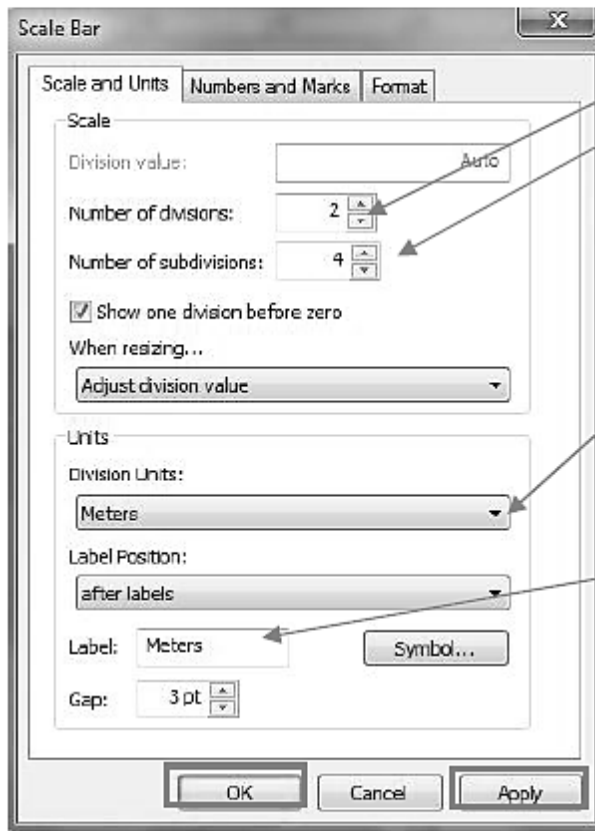 Scale Bar
Scale and Units Numbers and Marks Format
Scale
Division value: Auto
Number of divisions: 2
Number of subdivisions: 4
Show one division before zero
When resizing...
Adjust division value
Units
Division Units:
Meters
Label Position:
after labels
Label: Meters Symbol...
Gap: 3 pt
OK Cancel Apply